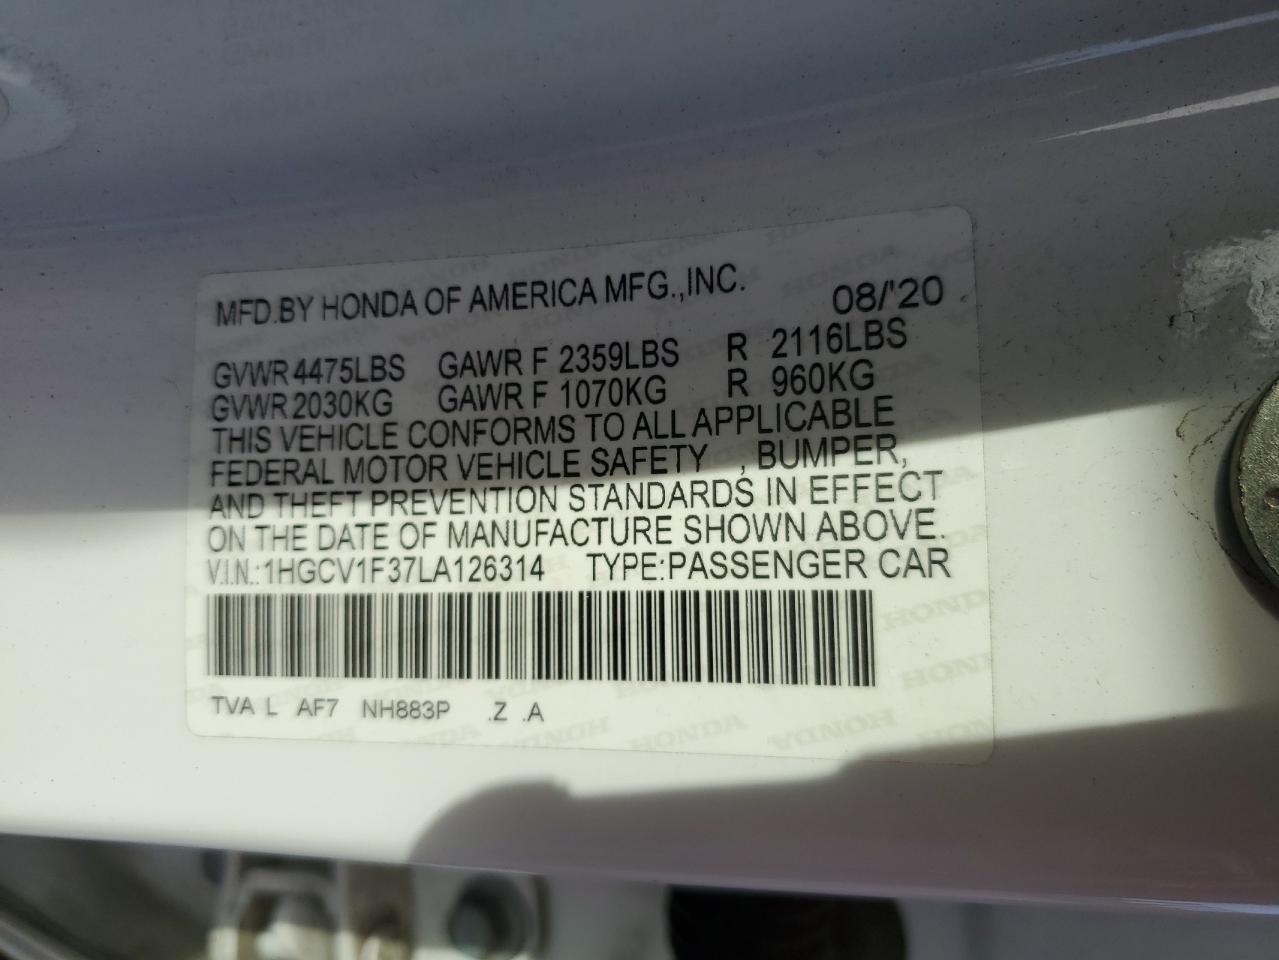 MFD.BY HONDA OF AMERICA MFG.,INC. 08/'20
GVWR 4475LBS GAWR F 2359LBS R 2116LBS
GVWR 2030KG GAWR F 1070KG R 960KG
THIS VEHICLE CONFORMS TO ALL APPLICABLE
FEDERAL MOTOR VEHICLE SAFETY , BUMPER,
AND THEFT PREVENTION STANDARDS IN EFFECT
ON THE DATE OF MANUFACTURE SHOWN ABOVE.
V.I.N.:1HGCV1F37LA126314 TYPE:PASSENGER CAR
TVA L AF7 NH883P .Z .A